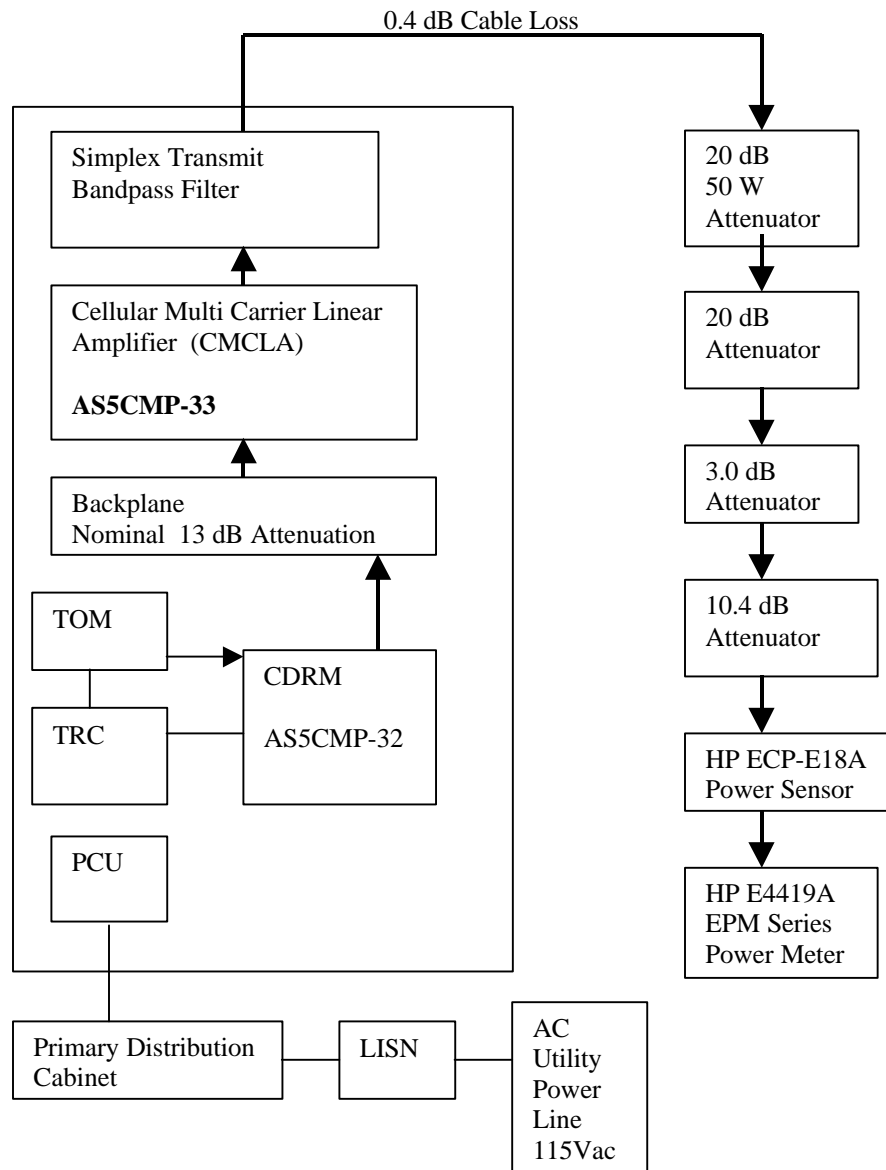 0.4 dB Cable Loss
Simplex Transmit
Bandpass Filter
Cellular Multi Carrier Linear
Amplifier (CMCLA)
AS5CMP-33
Backplane
Nominal 13 dB Attenuation
TOM
TRC
CDRM
AS5CMP-32
PCU
Primary Distribution
Cabinet
LISN
AC
Utility
Power
Line
115Vac
20 dB
50 W
Attenuator
20 dB
Attenuator
3.0 dB
Attenuator
10.4 dB
Attenuator
HP ECP-E18A
Power Sensor
HP E4419A
EPM Series
Power Meter